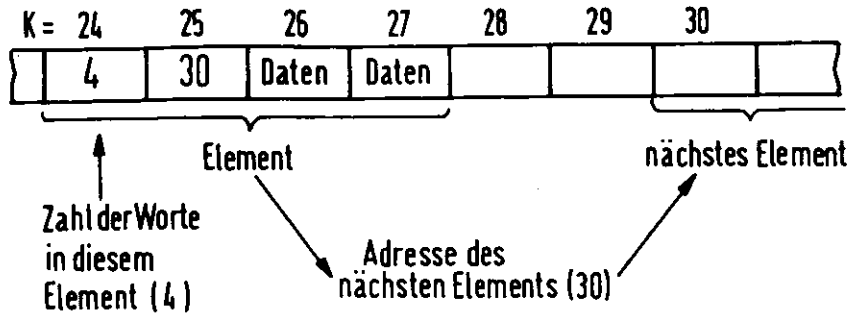 K = 24 25 26 27 28 29 30
4 30 Daten Daten
Element
nächstes Element
Zahl der Worte
in diesem
Element (4)
Adresse des
nächsten Elements (30)